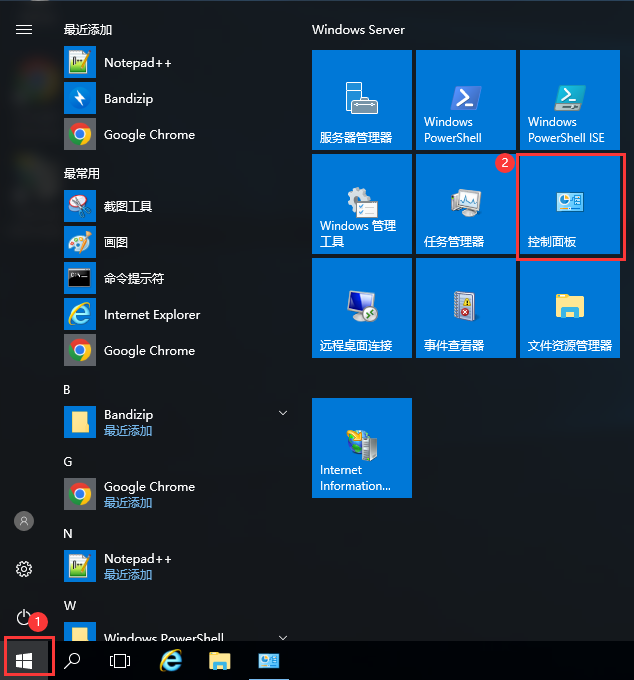 最近添加
Notepad++
Bandizip
Google Chrome
最常用
截图工具
画图
命令提示符
Internet Explorer
Google Chrome
B
Bandizip
最近添加
G
Google Chrome
最近添加
N
Notepad++
最近添加
W
Windows PowerShell
1
Windows Server
服务器管理器
Windows
PowerShell
Windows
PowerShell ISE
2
Windows 管理
工具
任务管理器
控制面板
远程桌面连接
事件查看器
文件资源管理器
Internet
Information...